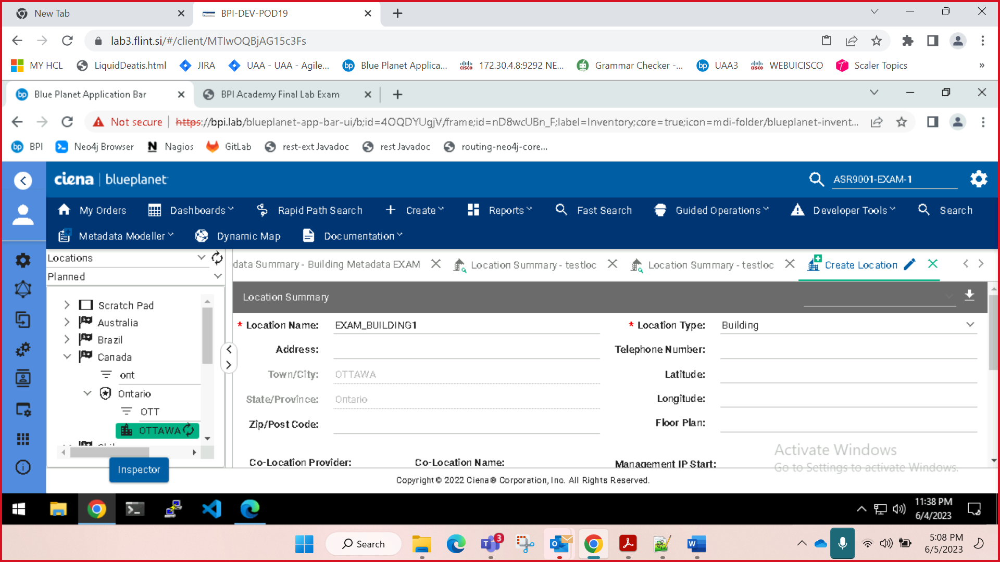 New Tab
BPI-DEV-POD19
lab3.flint.si/#/client/MTIwOQBjAG15c3Fs
MY HCL
LiquidDeatis.html
JIRA
UAA - UAA - Agile...
Blue Planet Applica...
172.30.4.8:9292 NE...
Grammar Checker -...
UAA3
WEBUICISCO
Scaler Topics
»
Blue Planet Application Bar
BPI Academy Final Lab Exam
Not secure
https://bpi.lab/blueplanet-app-bar-ui/b;id=4OQDYUgjV/frame;id=nD8wcUBn_F;label=Inventory;core=true;icon=mdi-folder/blueplanet-invent...
BPI
Neo4j Browser
Nagios
GitLab
rest-ext Javadoc
rest Javadoc
routing-neo4j-core...
ciena | blueplanet
ASR9001-EXAM-1
My Orders
Dashboards
Rapid Path Search
Create
Reports
Fast Search
Guided Operations
Developer Tools
Search
Metadata Modeller
Dynamic Map
Documentation
Locations
Planned
data Summary - Building Metadata EXAM
Location Summary - testloc
Location Summary - testloc
Create Location
Scratch Pad
Australia
Brazil
Canada
ont
Ontario
OTT
OTTAWA
Inspector
Location Summary
* Location Name: EXAM_BUILDING1
* Location Type: Building
Address:
Telephone Number:
Town/City: OTTAWA
Latitude:
State/Province: Ontario
Longitude:
Zip/Post Code:
Floor Plan:
Co-Location Provider:
Co-Location Name:
Management IP Start:
Activate Windows
Go to Settings to activate Windows.
Copyright © 2022 Ciena® Corporation, Inc. All Rights Reserved.
11:38 PM
6/4/2023
Search
3
5:08 PM
6/5/2023